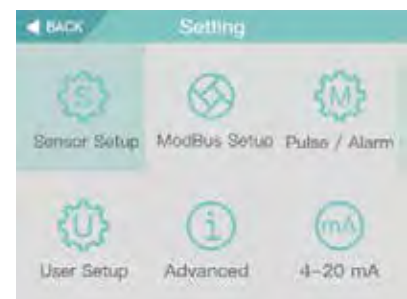 BACK Setting
S M
Sensor Setup ModBus Setup Pulse / Alarm
U i mA
User Setup Advanced 4-20 mA